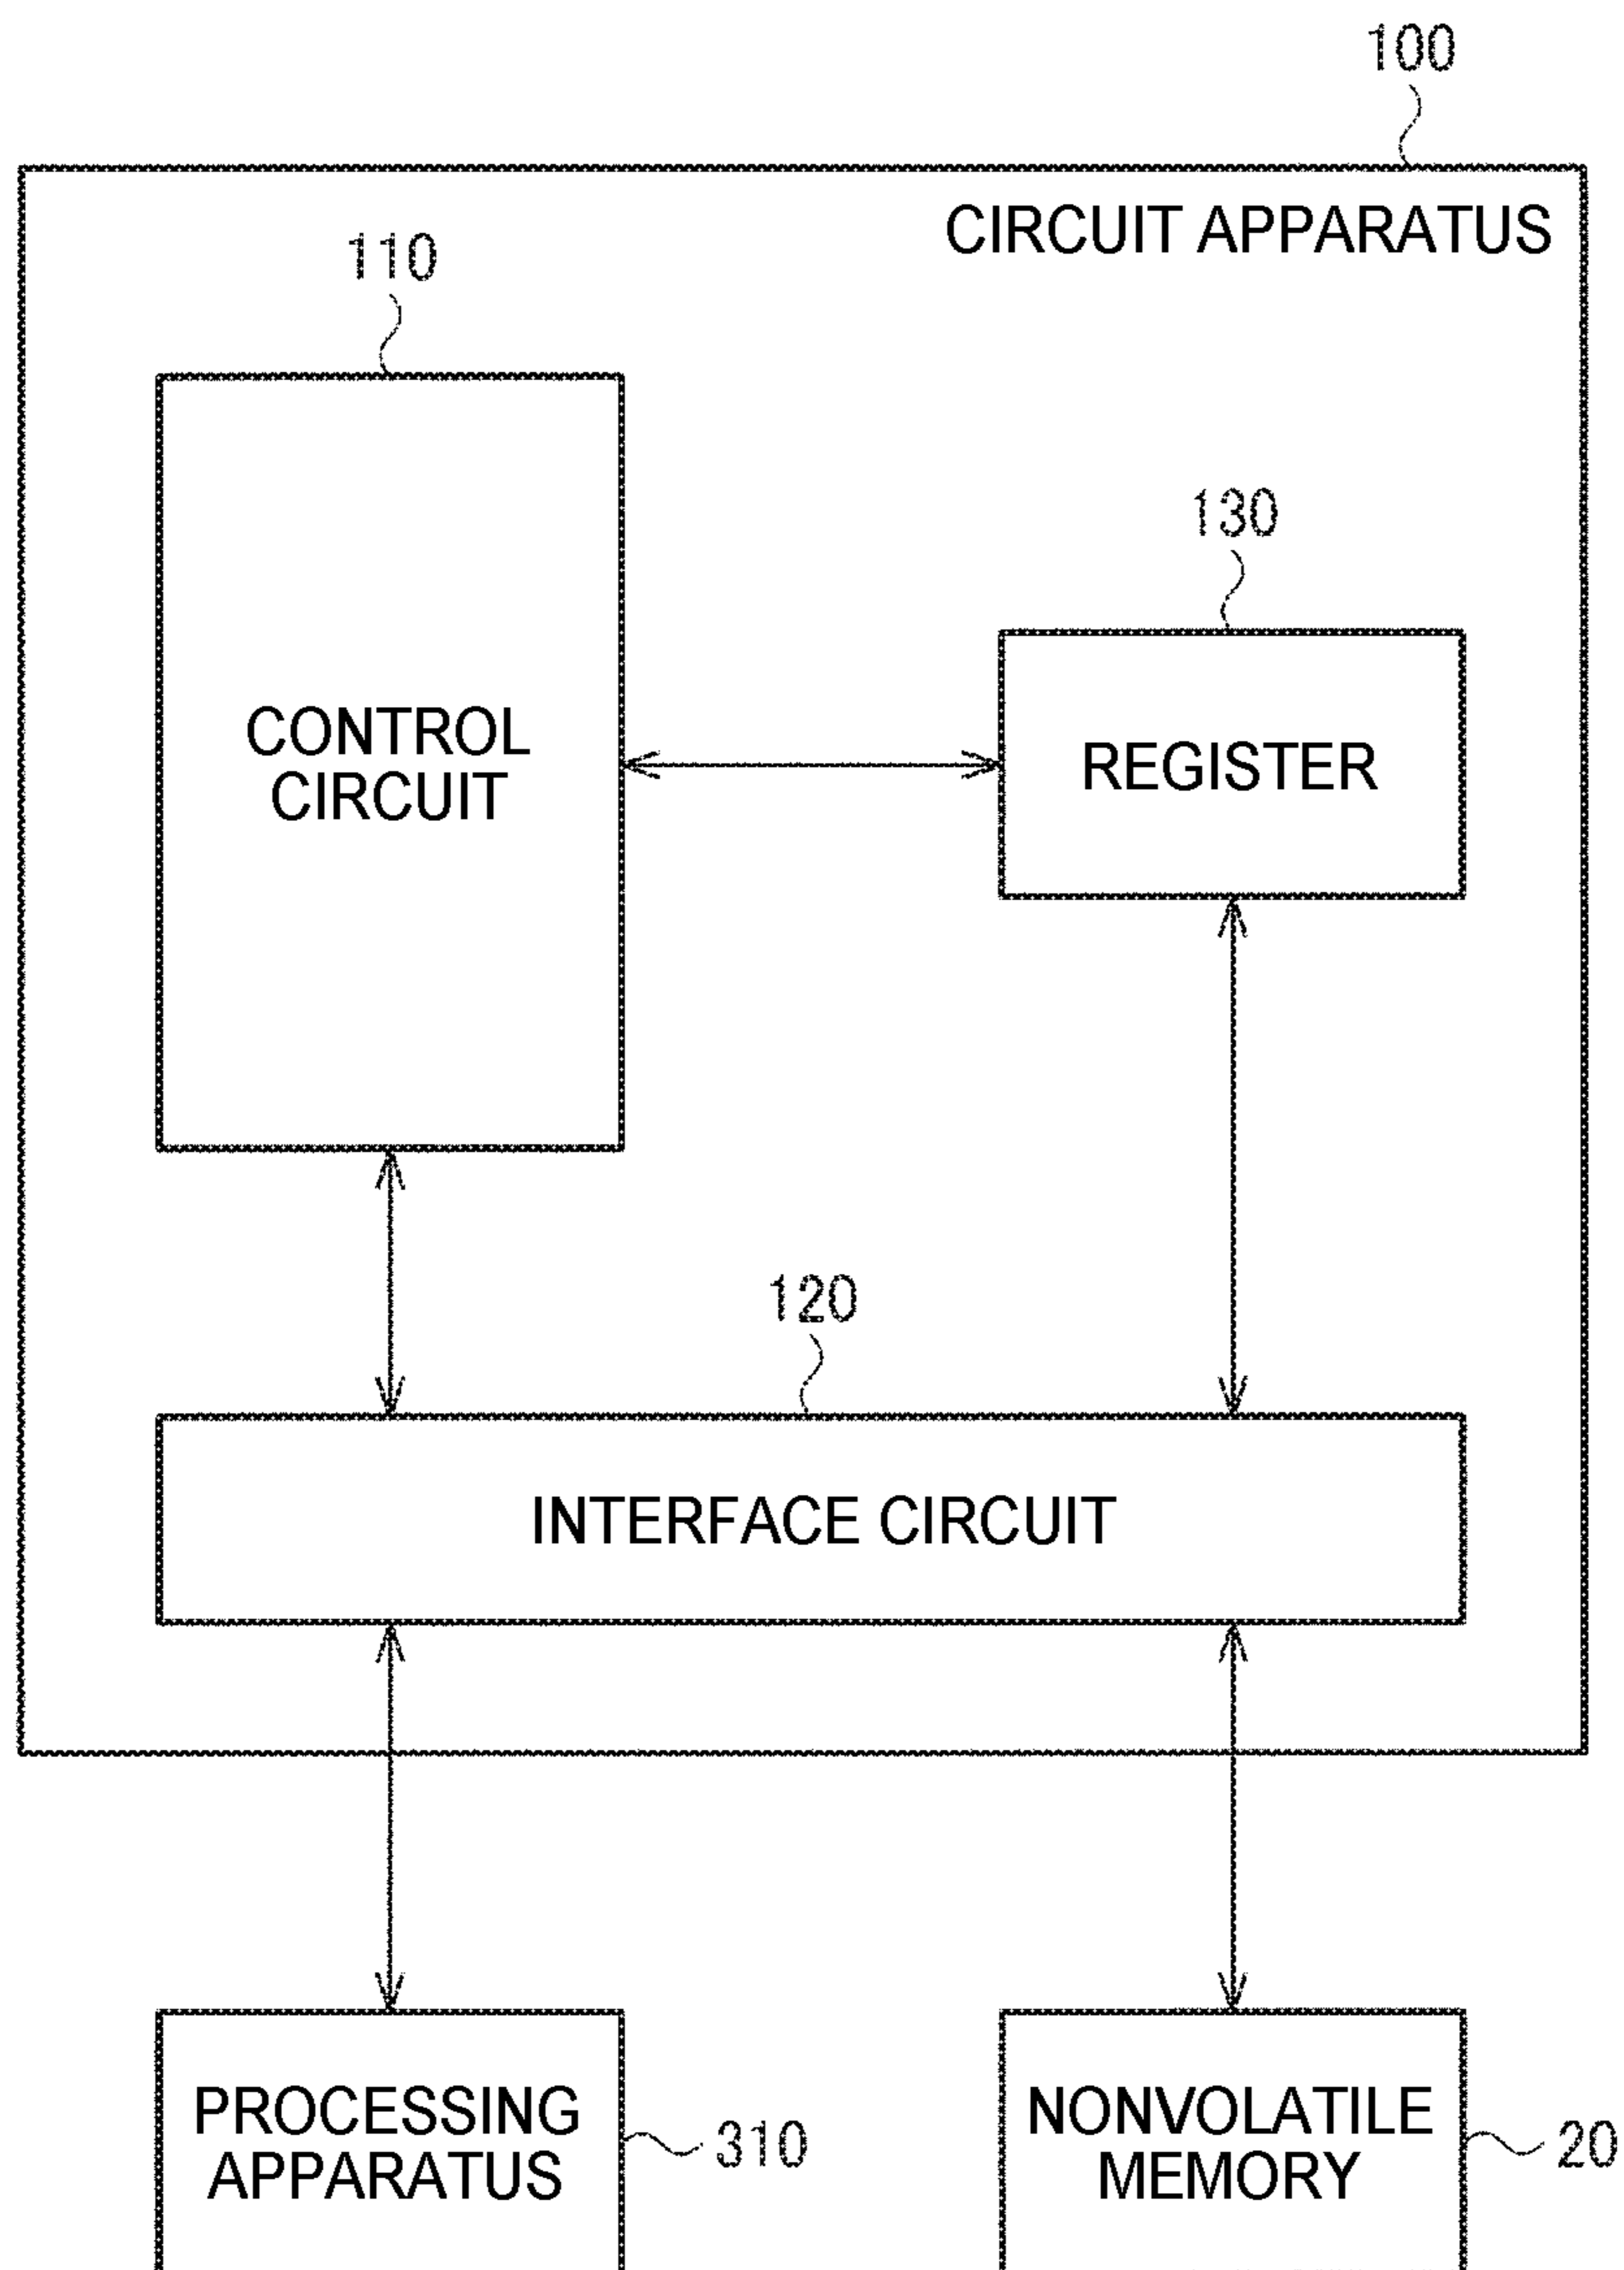 100
CIRCUIT APPARATUS
110
130
CONTROL
CIRCUIT
REGISTER
120
INTERFACE CIRCUIT
PROCESSING
APPARATUS
310
NONVOLATILE
MEMORY
20